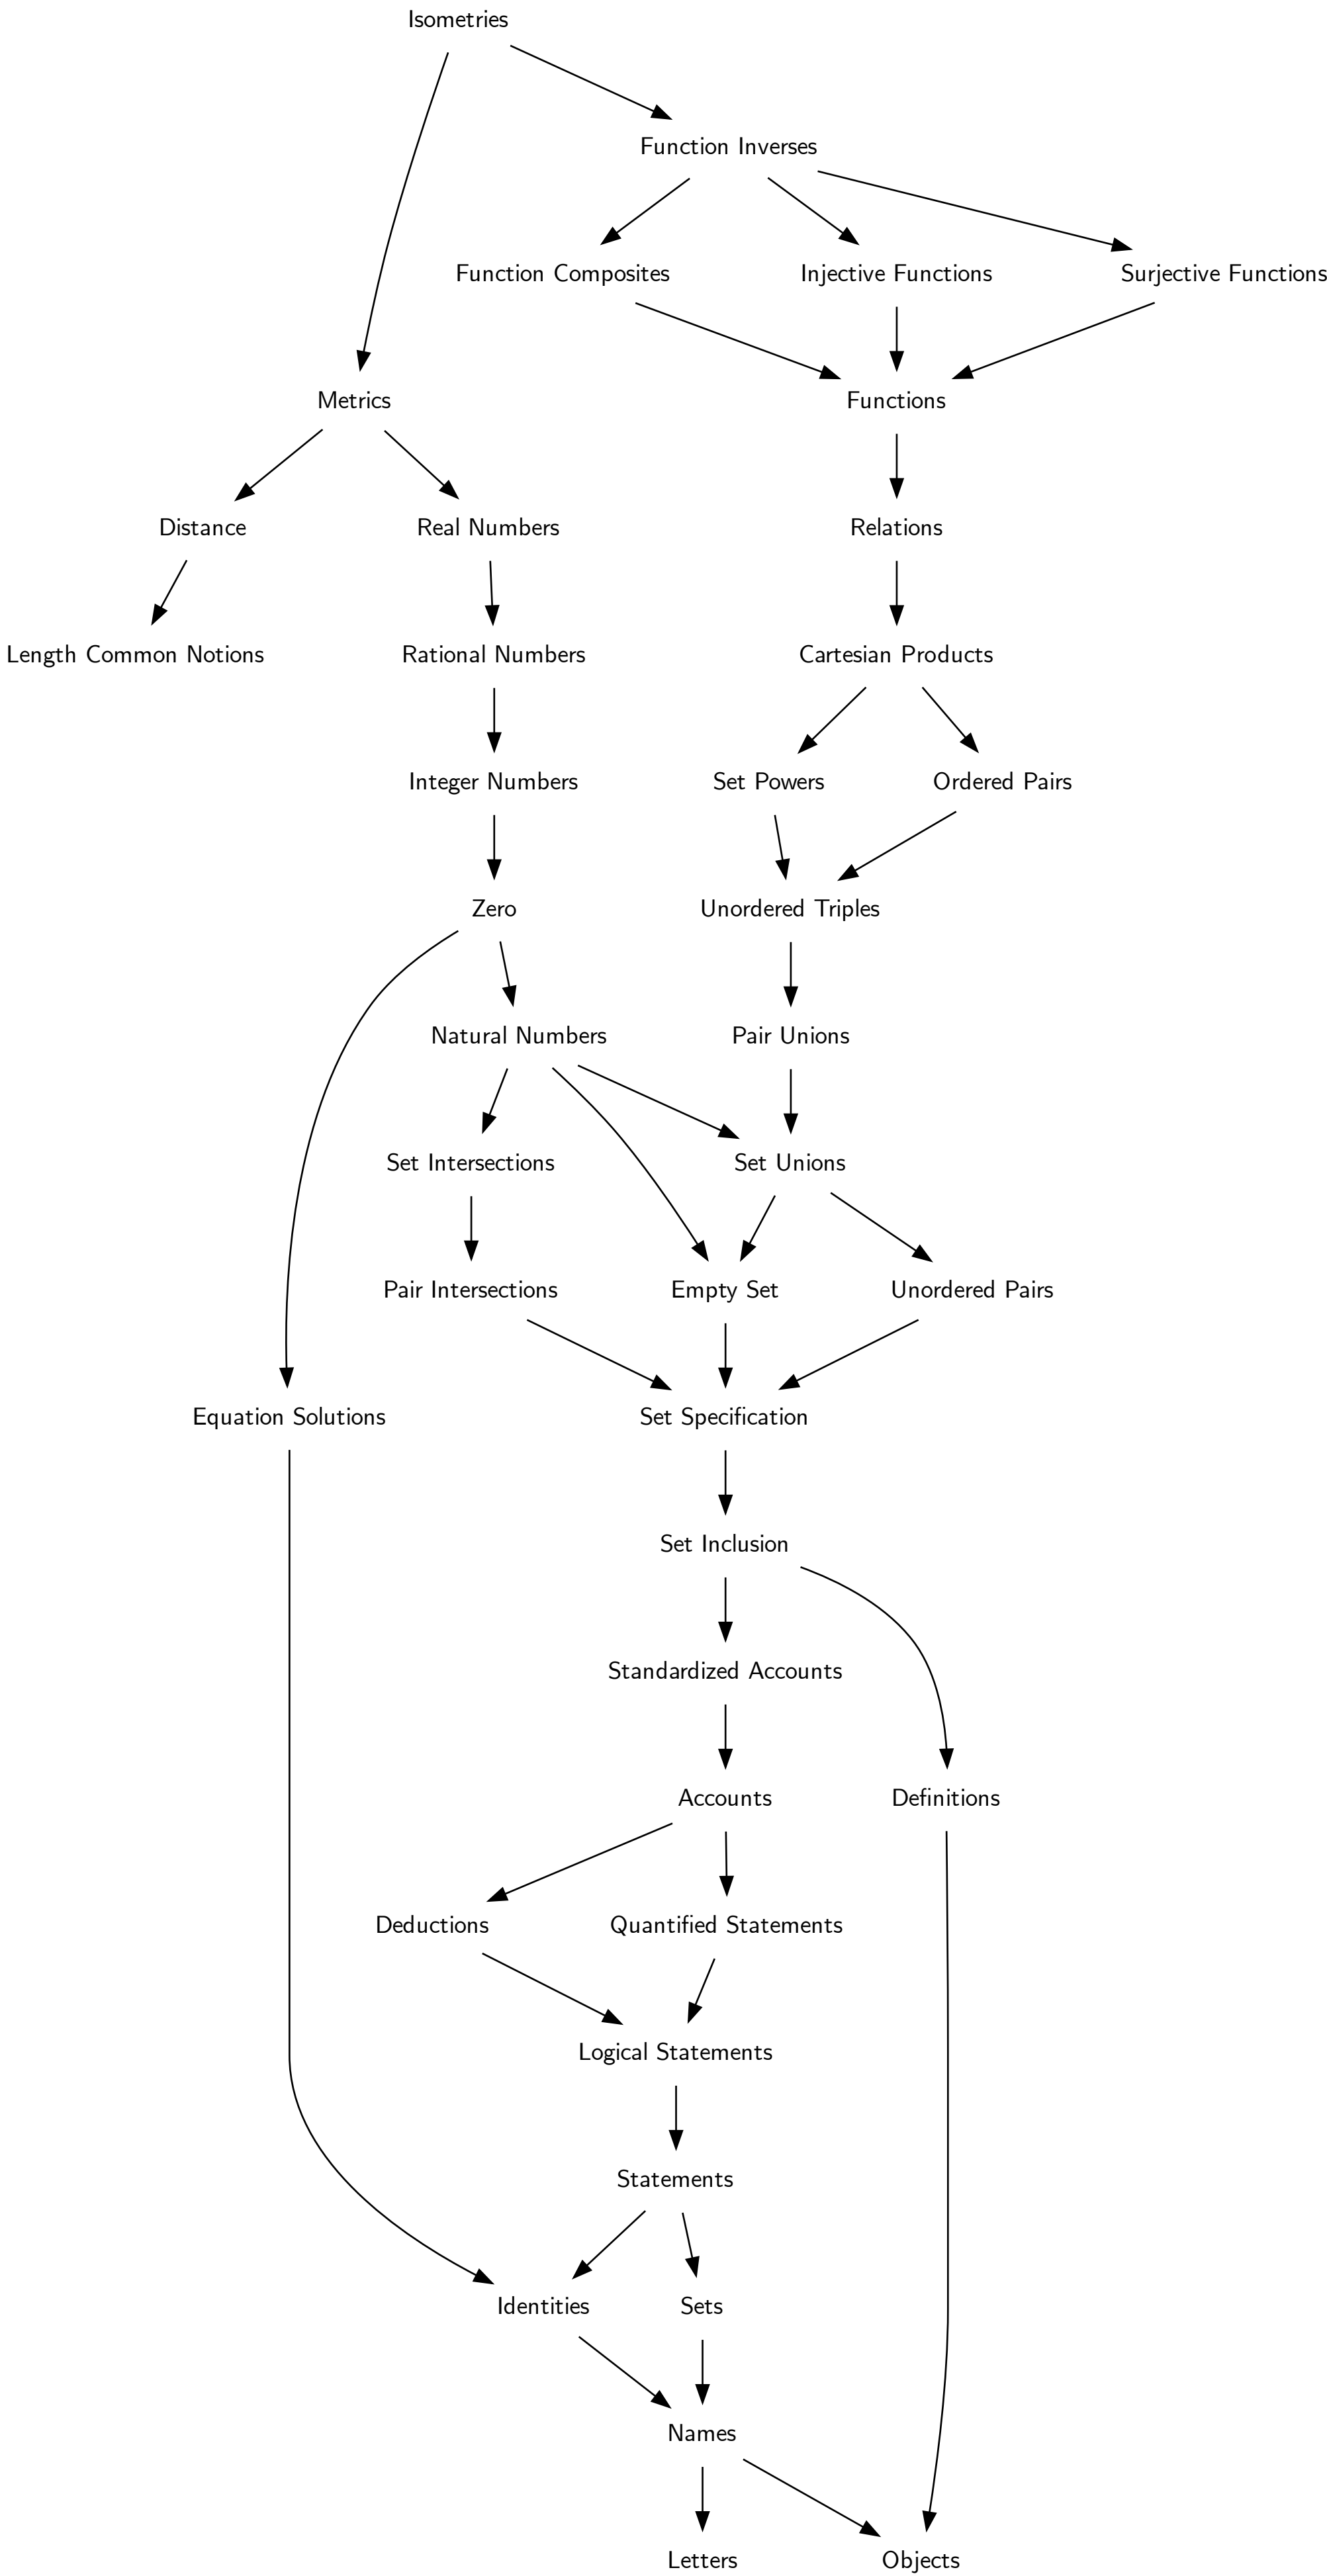 Isometries
Function Inverses
Function Composites
Injective Functions
Surjective Functions
Metrics
Functions
Distance
Real Numbers
Relations
Length Common Notions
Rational Numbers
Cartesian Products
Integer Numbers
Set Powers
Ordered Pairs
Zero
Unordered Triples
Natural Numbers
Pair Unions
Set Intersections
Set Unions
Pair Intersections
Empty Set
Unordered Pairs
Equation Solutions
Set Specification
Set Inclusion
Standardized Accounts
Accounts
Definitions
Deductions
Quantified Statements
Logical Statements
Statements
Identities
Sets
Names
Letters
Objects